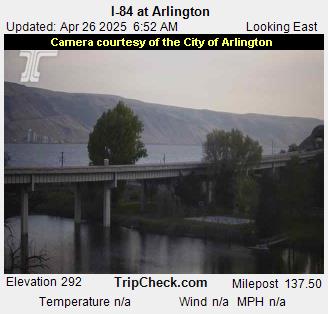 I-84 at Arlington
Updated: Apr 26 2025 6:52 AM Looking East
Camera courtesy of the City of Arlington
Elevation 292 TripCheck.com Milepost 137.50
Temperature n/a Wind n/a MPH n/a